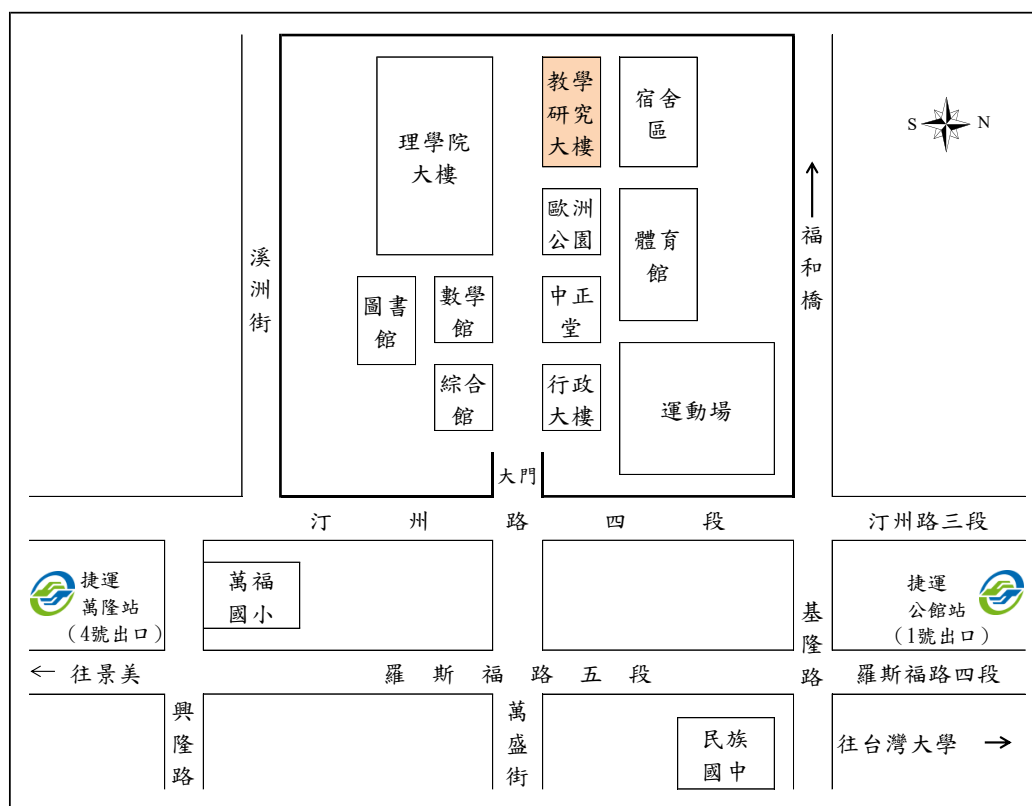 教學
研究
大樓
宿舍
區
理學院
大樓
S N
歐洲
公園
體育
館
福
和
橋
溪
洲
街
圖書
館
數學
館
中正
堂
綜合
館
行政
大樓
運動場
大門
汀州路四段
汀州路三段
捷運
萬隆站
(4號出口)
萬福
國小
基
隆
路
捷運
公館站
(1號出口)
← 往景美
羅斯福路五段
羅斯福路四段
興
隆
路
萬
盛
街
民族
國中
往台灣大學 →